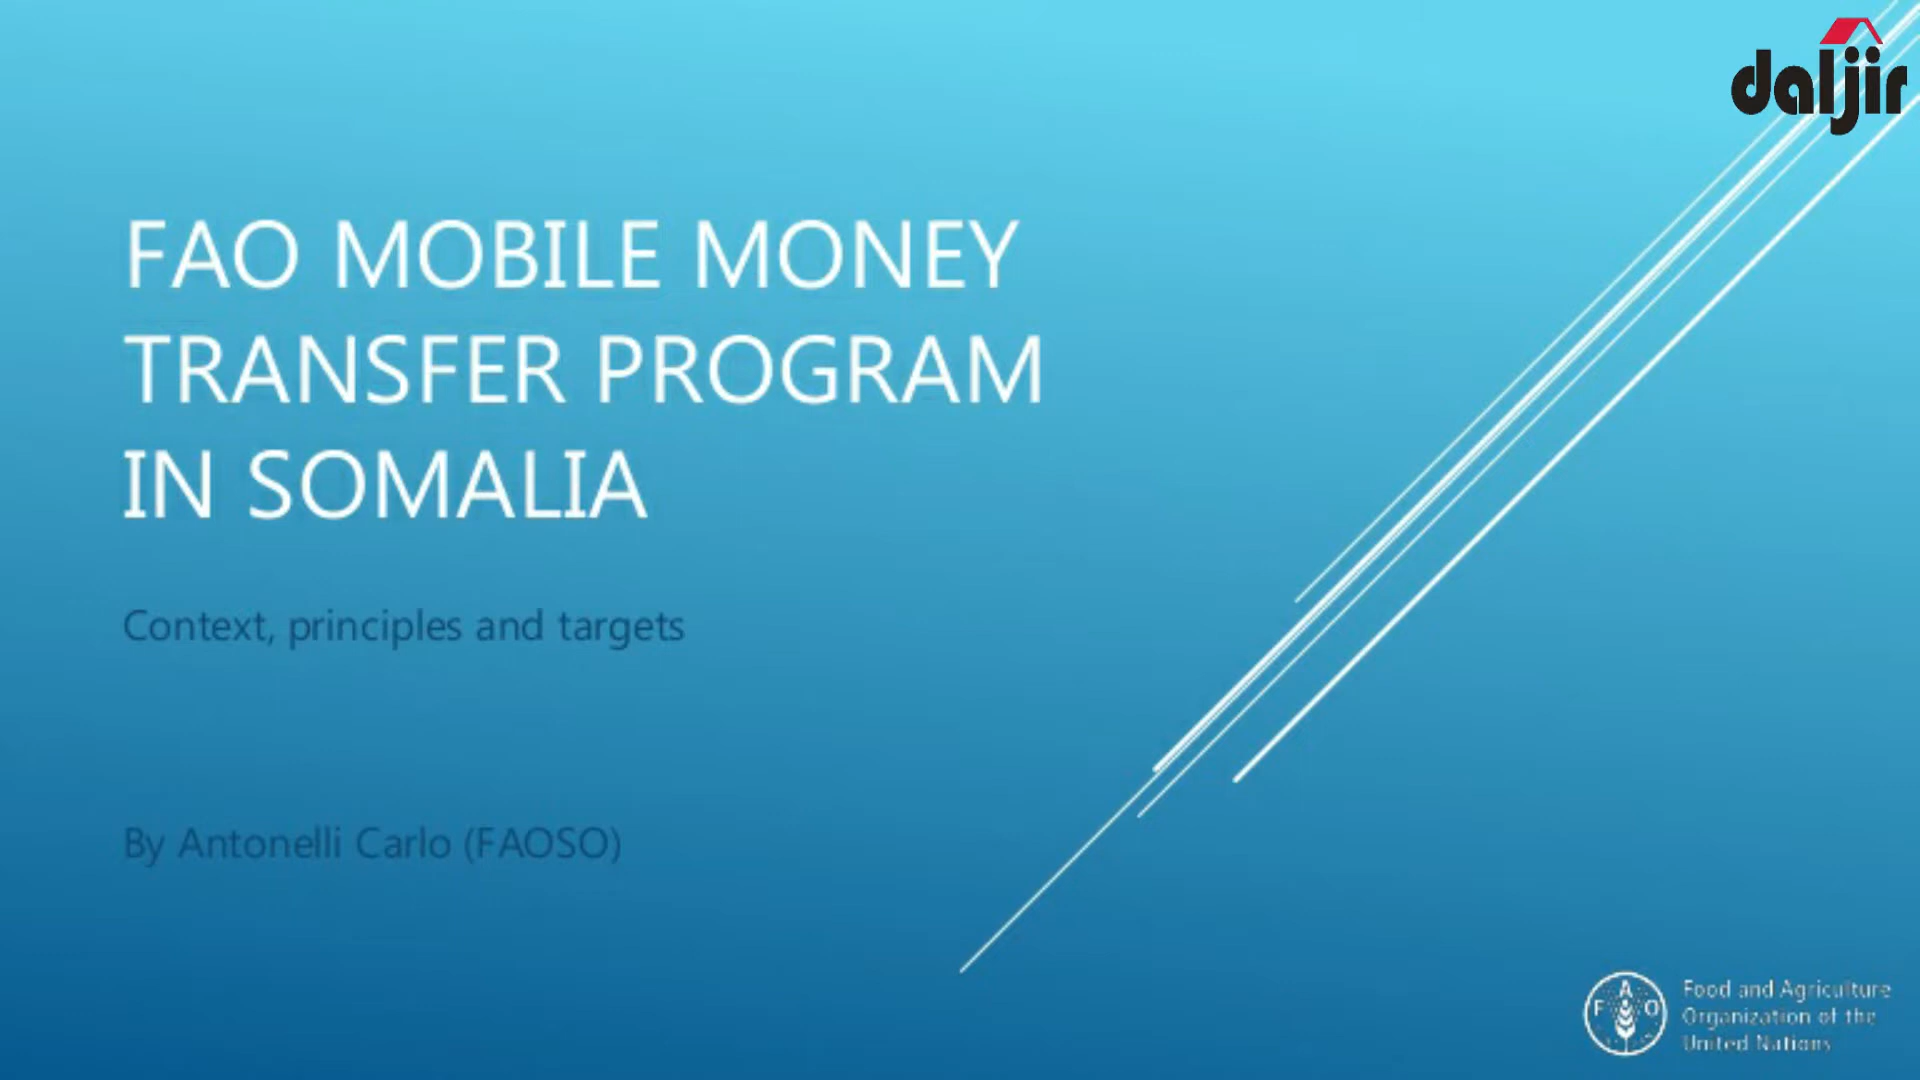 daljir
FAO MOBILE MONEY
TRANSFER PROGRAM
IN SOMALIA
Context, principles and targets
By Antonelli Carlo (FAOSO)
F A O
Food and Agriculture
Organization of the
United Nations